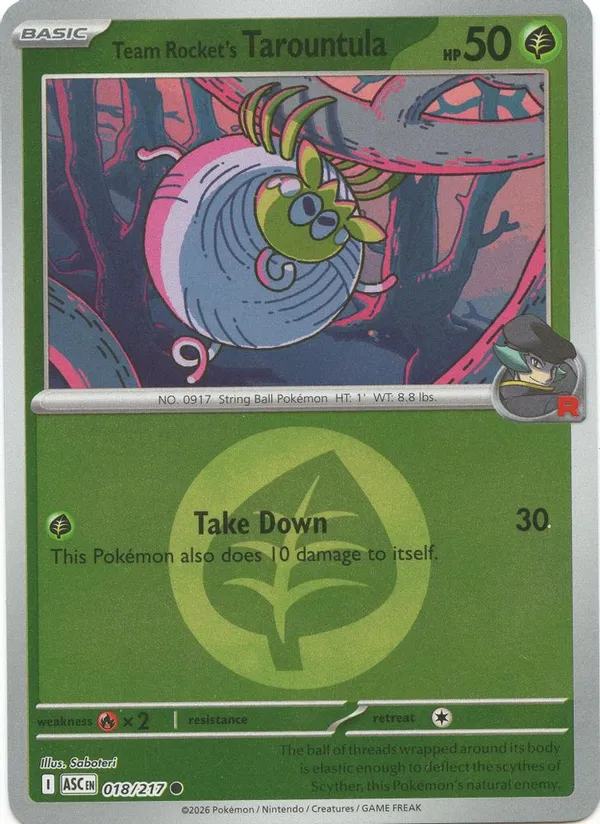 BASIC
Team Rocket's Tarountula
HP 50
R
NO. 0917 String Ball Pokémon HT: 1' WT: 8.8 lbs.
Take Down 30
This Pokémon also does 10 damage to itself.
weakness ×2 resistance retreat
Illus. Saboteri
The ball of threads wrapped around its body
is elastic enough to deflect the scythes of
Scyther, this Pokémon's natural enemy.
I ASC EN 018/217
©2026 Pokémon / Nintendo / Creatures / GAME FREAK